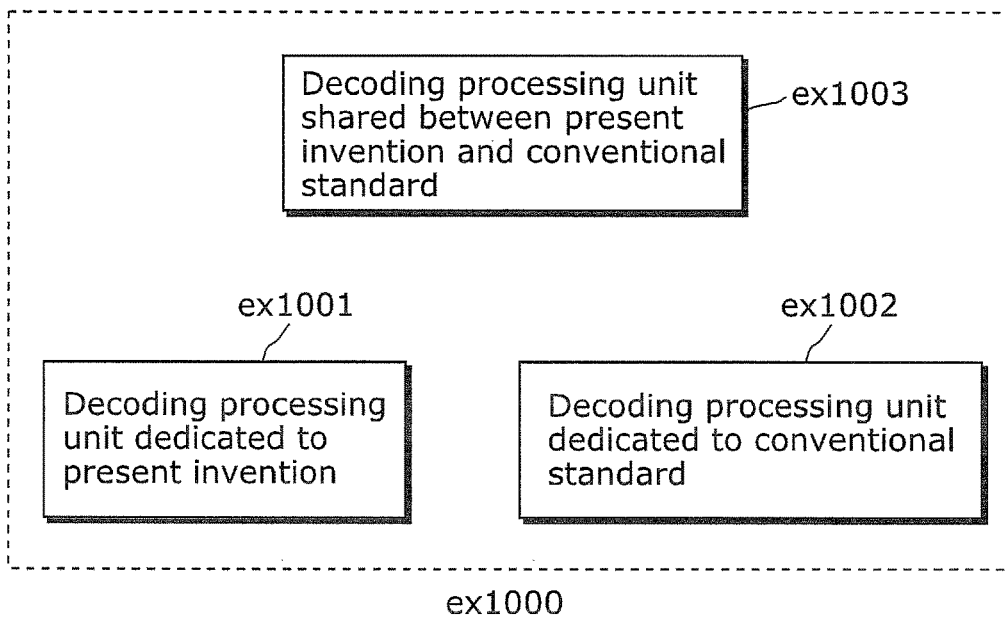 Decoding processing unit
shared between present
invention and conventional
standard
ex1003
ex1001
Decoding processing
unit dedicated to
present invention
ex1002
Decoding processing unit
dedicated to conventional
standard
ex1000